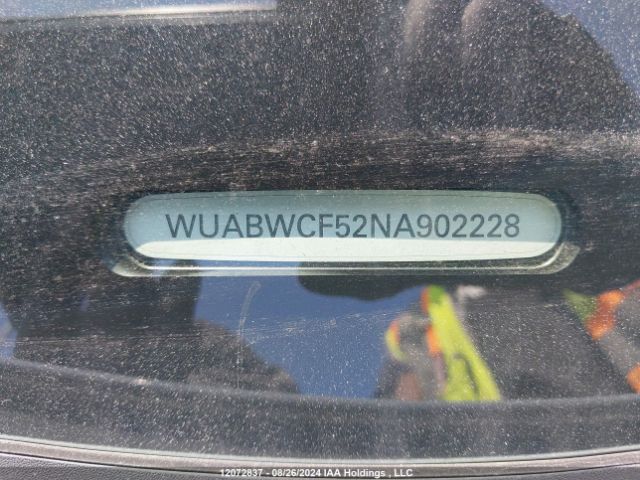 WUABWCF52NA902228
12072837 - 08/26/2024 IAA Holdings , LLC